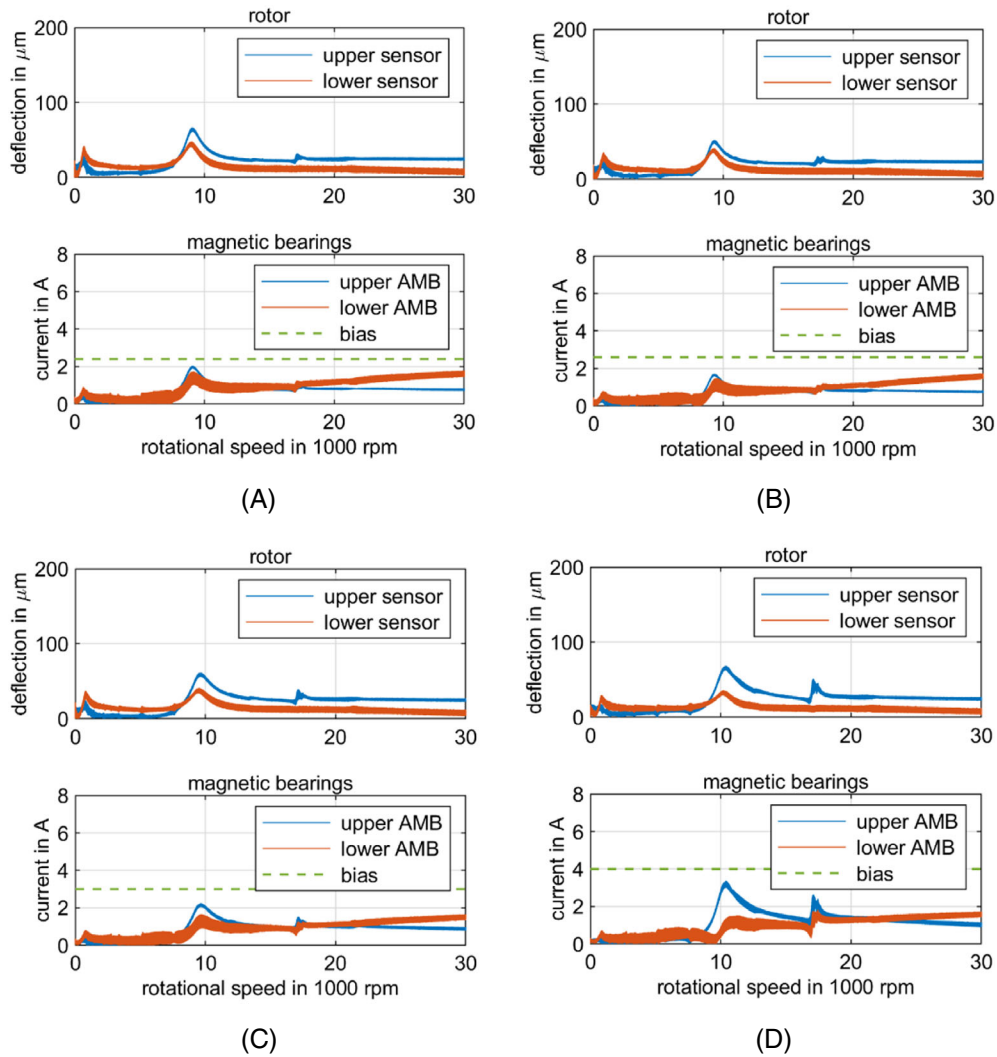 rotor
200
100
0
deflection in μm
upper sensor
lower sensor
0 10 20 30
magnetic bearings
8
6
4
2
0
current in A
upper AMB
lower AMB
bias
0 10 20 30
rotational speed in 1000 rpm
(A)
rotor
200
100
0
deflection in μm
upper sensor
lower sensor
0 10 20 30
magnetic bearings
8
6
4
2
0
current in A
upper AMB
lower AMB
bias
0 10 20 30
rotational speed in 1000 rpm
(B)
rotor
200
100
0
deflection in μm
upper sensor
lower sensor
0 10 20 30
magnetic bearings
8
6
4
2
0
current in A
upper AMB
lower AMB
bias
0 10 20 30
rotational speed in 1000 rpm
(C)
rotor
200
100
0
deflection in μm
upper sensor
lower sensor
0 10 20 30
magnetic bearings
8
6
4
2
0
current in A
upper AMB
lower AMB
bias
0 10 20 30
rotational speed in 1000 rpm
(D)